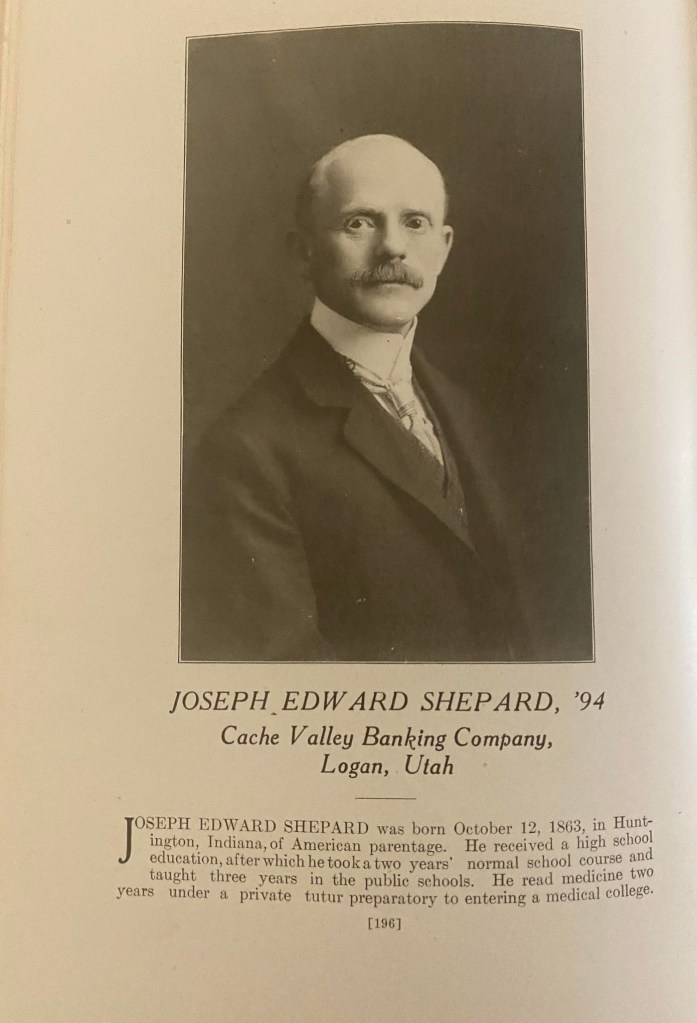 JOSEPH EDWARD SHEPARD, '94
Cache Valley Banking Company,
Logan, Utah
JOSEPH EDWARD SHEPARD was born October 12, 1863, in Hunt-
ington, Indiana, of American parentage. He received a high school
education, after which he took a two years' normal school course and
taught three years in the public schools. He read medicine two
years under a private tutur preparatory to entering a medical college.
[196]